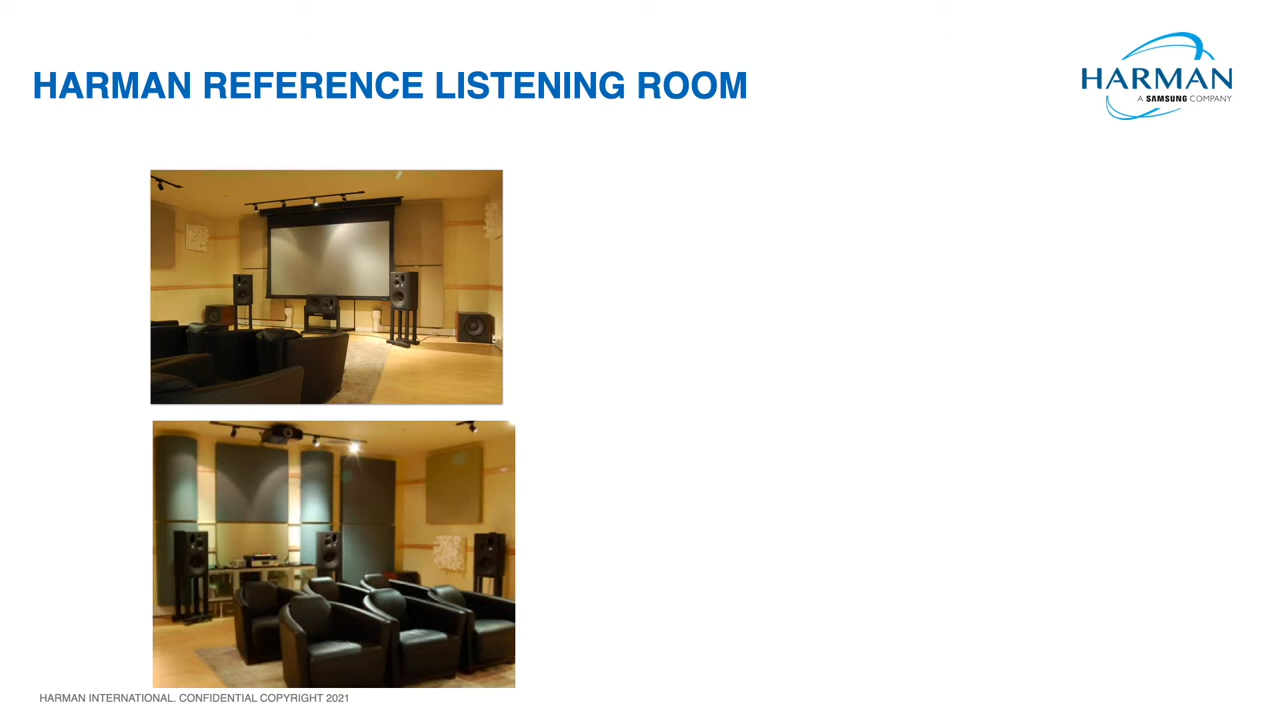 HARMAN REFERENCE LISTENING ROOM
HARMAN
A SAMSUNG COMPANY
HARMAN INTERNATIONAL. CONFIDENTIAL COPYRIGHT 2021